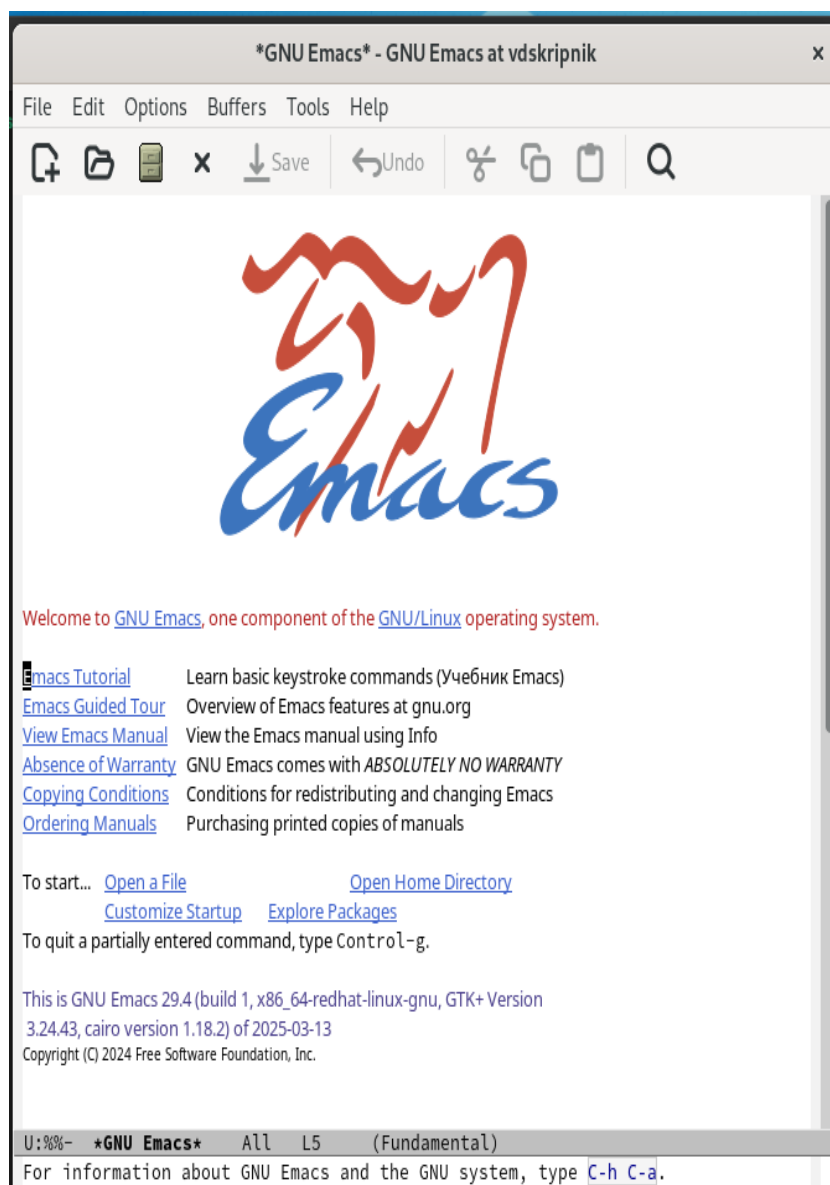 *GNU Emacs* - GNU Emacs at vdskripnik
File Edit Options Buffers Tools Help
Save Undo
Emacs
Welcome to GNU Emacs, one component of the GNU/Linux operating system.
Emacs Tutorial Learn basic keystroke commands (Учебник Emacs)
Emacs Guided Tour Overview of Emacs features at gnu.org
View Emacs Manual View the Emacs manual using Info
Absence of Warranty GNU Emacs comes with ABSOLUTELY NO WARRANTY
Copying Conditions Conditions for redistributing and changing Emacs
Ordering Manuals Purchasing printed copies of manuals
To start... Open a File Open Home Directory
Customize Startup Explore Packages
To quit a partially entered command, type Control-g.
This is GNU Emacs 29.4 (build 1, x86_64-redhat-linux-gnu, GTK+ Version
3.24.43, cairo version 1.18.2) of 2025-03-13
Copyright (C) 2024 Free Software Foundation, Inc.
U:%%- *GNU Emacs* All L5 (Fundamental)
For information about GNU Emacs and the GNU system, type C-h C-a.